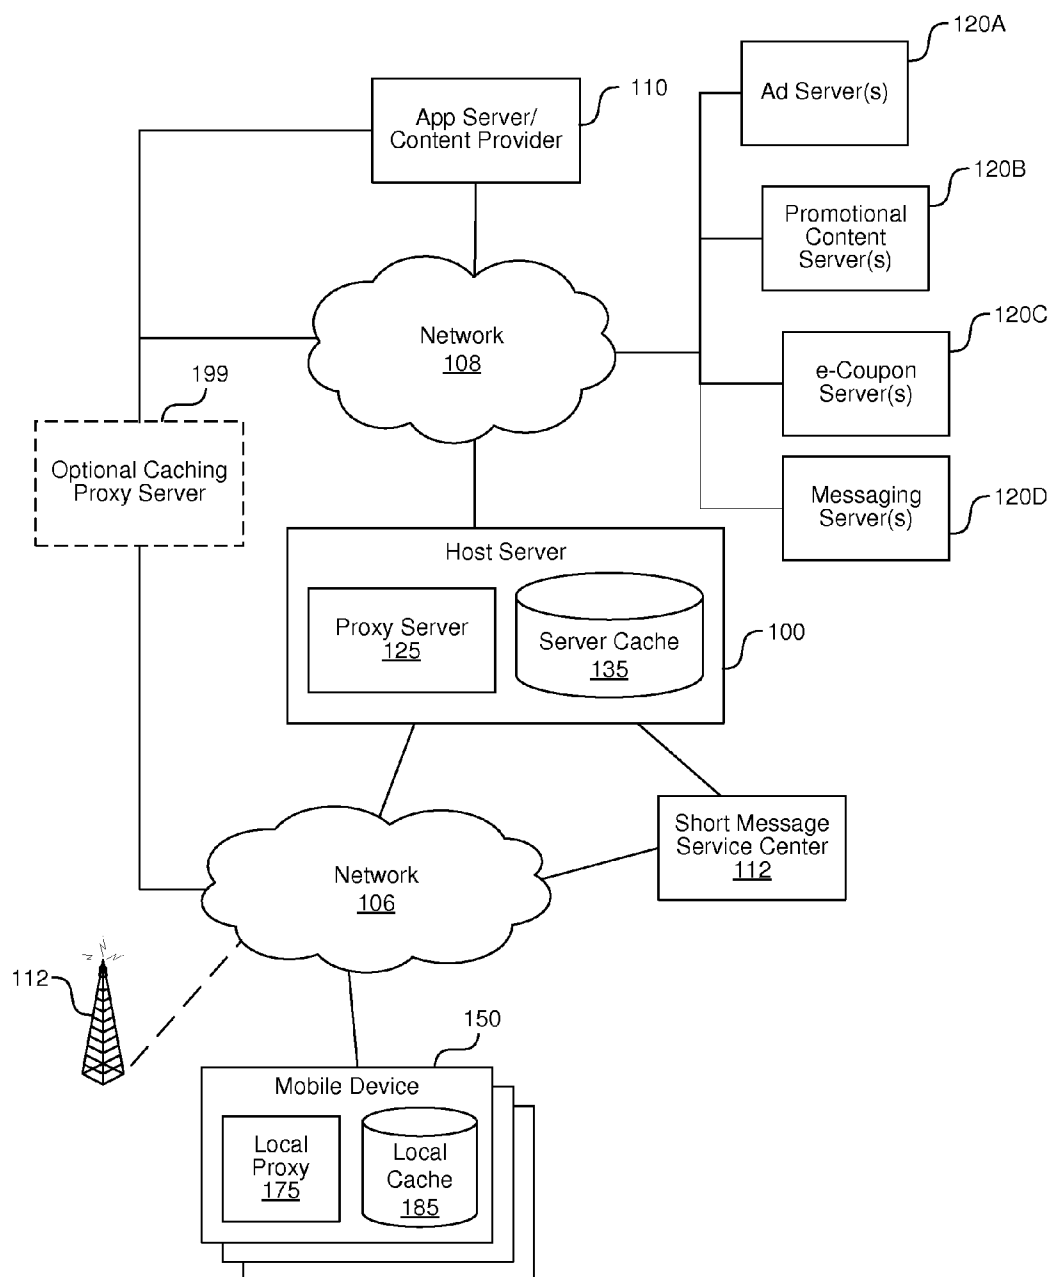 120A
Ad Server(s)
110
App Server/
Content Provider
120B
Promotional
Content
Server(s)
120C
Network
108
e-Coupon
Server(s)
199
Optional Caching
Proxy Server
Messaging
Server(s)
120D
Host Server
Proxy Server
125
Server Cache
135
100
Short Message
Service Center
112
Network
106
112
150
Mobile Device
Local
Proxy
175
Local
Cache
185